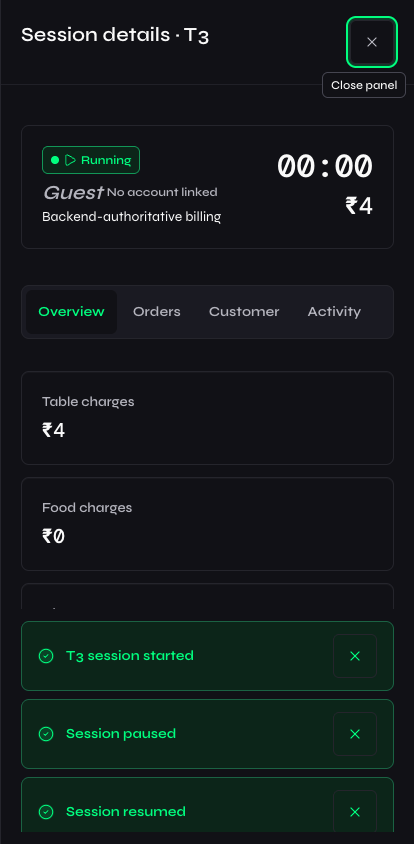 Session details · T3
Close panel
Running
00:00
Guest No account linked
₹4
Backend-authoritative billing
Overview Orders Customer Activity
Table charges
₹4
Food charges
₹0
T3 session started
Session paused
Session resumed